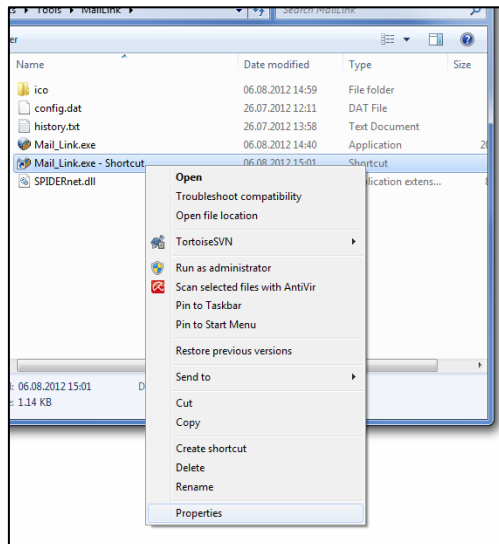 s ▸ Tools ▸ MailLink ▸ Search MailLink
er
Name Date modified Type Size
ico 06.08.2012 14:59 File folder
config.dat 26.07.2012 12:11 DAT File
history.txt 26.07.2012 13:58 Text Document
Mail_Link.exe 06.08.2012 14:40 Application 20
Mail_Link.exe - Shortcut 06.08.2012 15:01 Shortcut
SPIDERnet.dll lication extens... 8
Open
Troubleshoot compatibility
Open file location
TortoiseSVN
Run as administrator
Scan selected files with AntiVir
Pin to Taskbar
Pin to Start Menu
Restore previous versions
Send to
d: 06.08.2012 15:01 D
e: 1.14 KB
Cut
Copy
Create shortcut
Delete
Rename
Properties